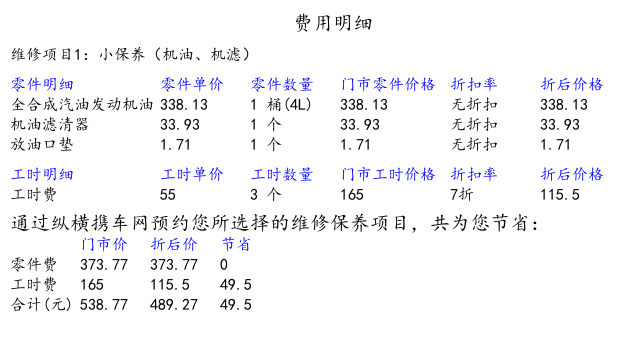 费用明细
维修项目1: 小保养（机油、机滤）
零件明细 零件单价 零件数量 门市零件价格 折扣率 折后价格
全合成汽油发动机油 338.13 1 桶(4L) 338.13 无折扣 338.13
机油滤清器 33.93 1 个 33.93 无折扣 33.93
放油口垫 1.71 1 个 1.71 无折扣 1.71
工时明细 工时单价 工时数量 门市工时价格 折扣率 折后价格
工时费 55 3 个 165 7折 115.5
通过纵横携车网预约您所选择的维修保养项目，共为您节省:
门市价 折后价 节省
零件费 373.77 373.77 0
工时费 165 115.5 49.5
合计(元) 538.77 489.27 49.5